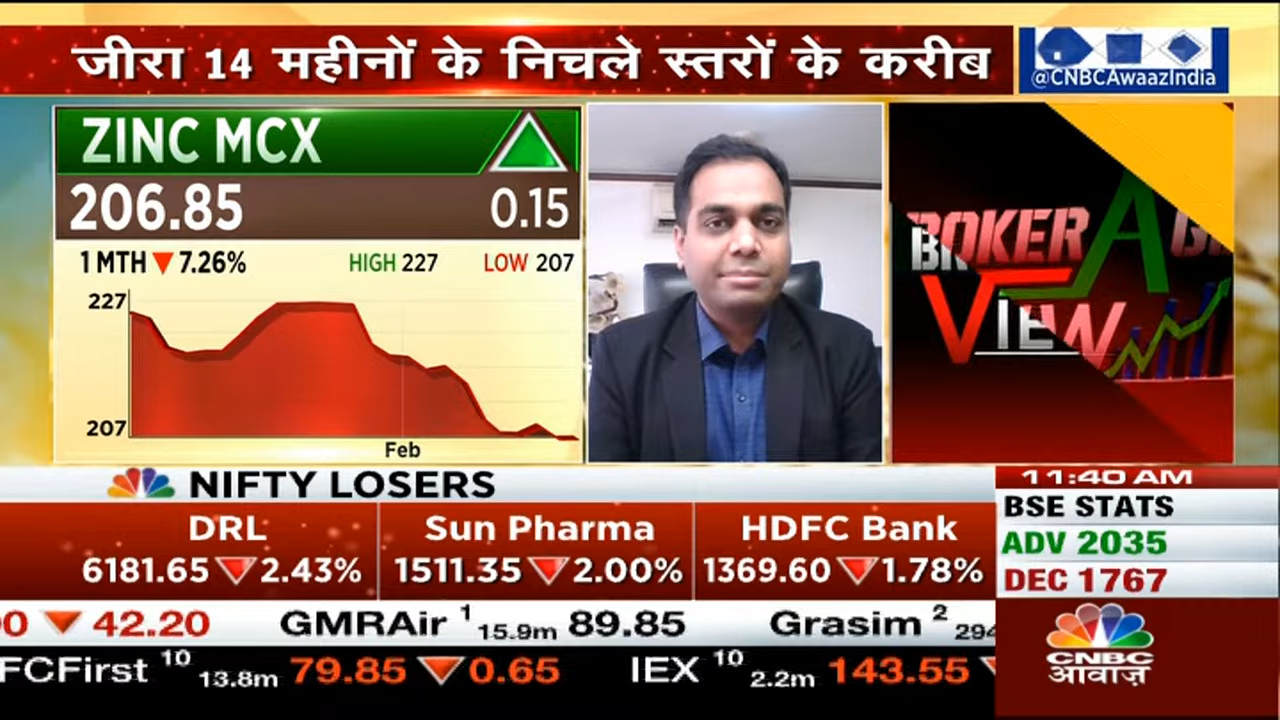 जीरा 14 महीनों के निचले स्तरों के करीब
@CNBCAwaazIndia
ZINC MCX
206.85 0.15
1 MTH ▼ 7.26% HIGH 227 LOW 207
227
207
Feb
BROKERAGE
VIEW
NIFTY LOSERS
DRL
6181.65 ▼ 2.43%
Sun Pharma
1511.35 ▼ 2.00%
HDFC Bank
1369.60 ▼ 1.78%
11:40 AM
BSE STATS
ADV 2035
DEC 1767
0 ▼ 42.20 GMRAir 1 15.9m 89.85 Grasim 2 294
FCFirst 10 13.8m 79.85 ▼ 0.65 IEX 10 2.2m 143.55
CNBC
आवाज़